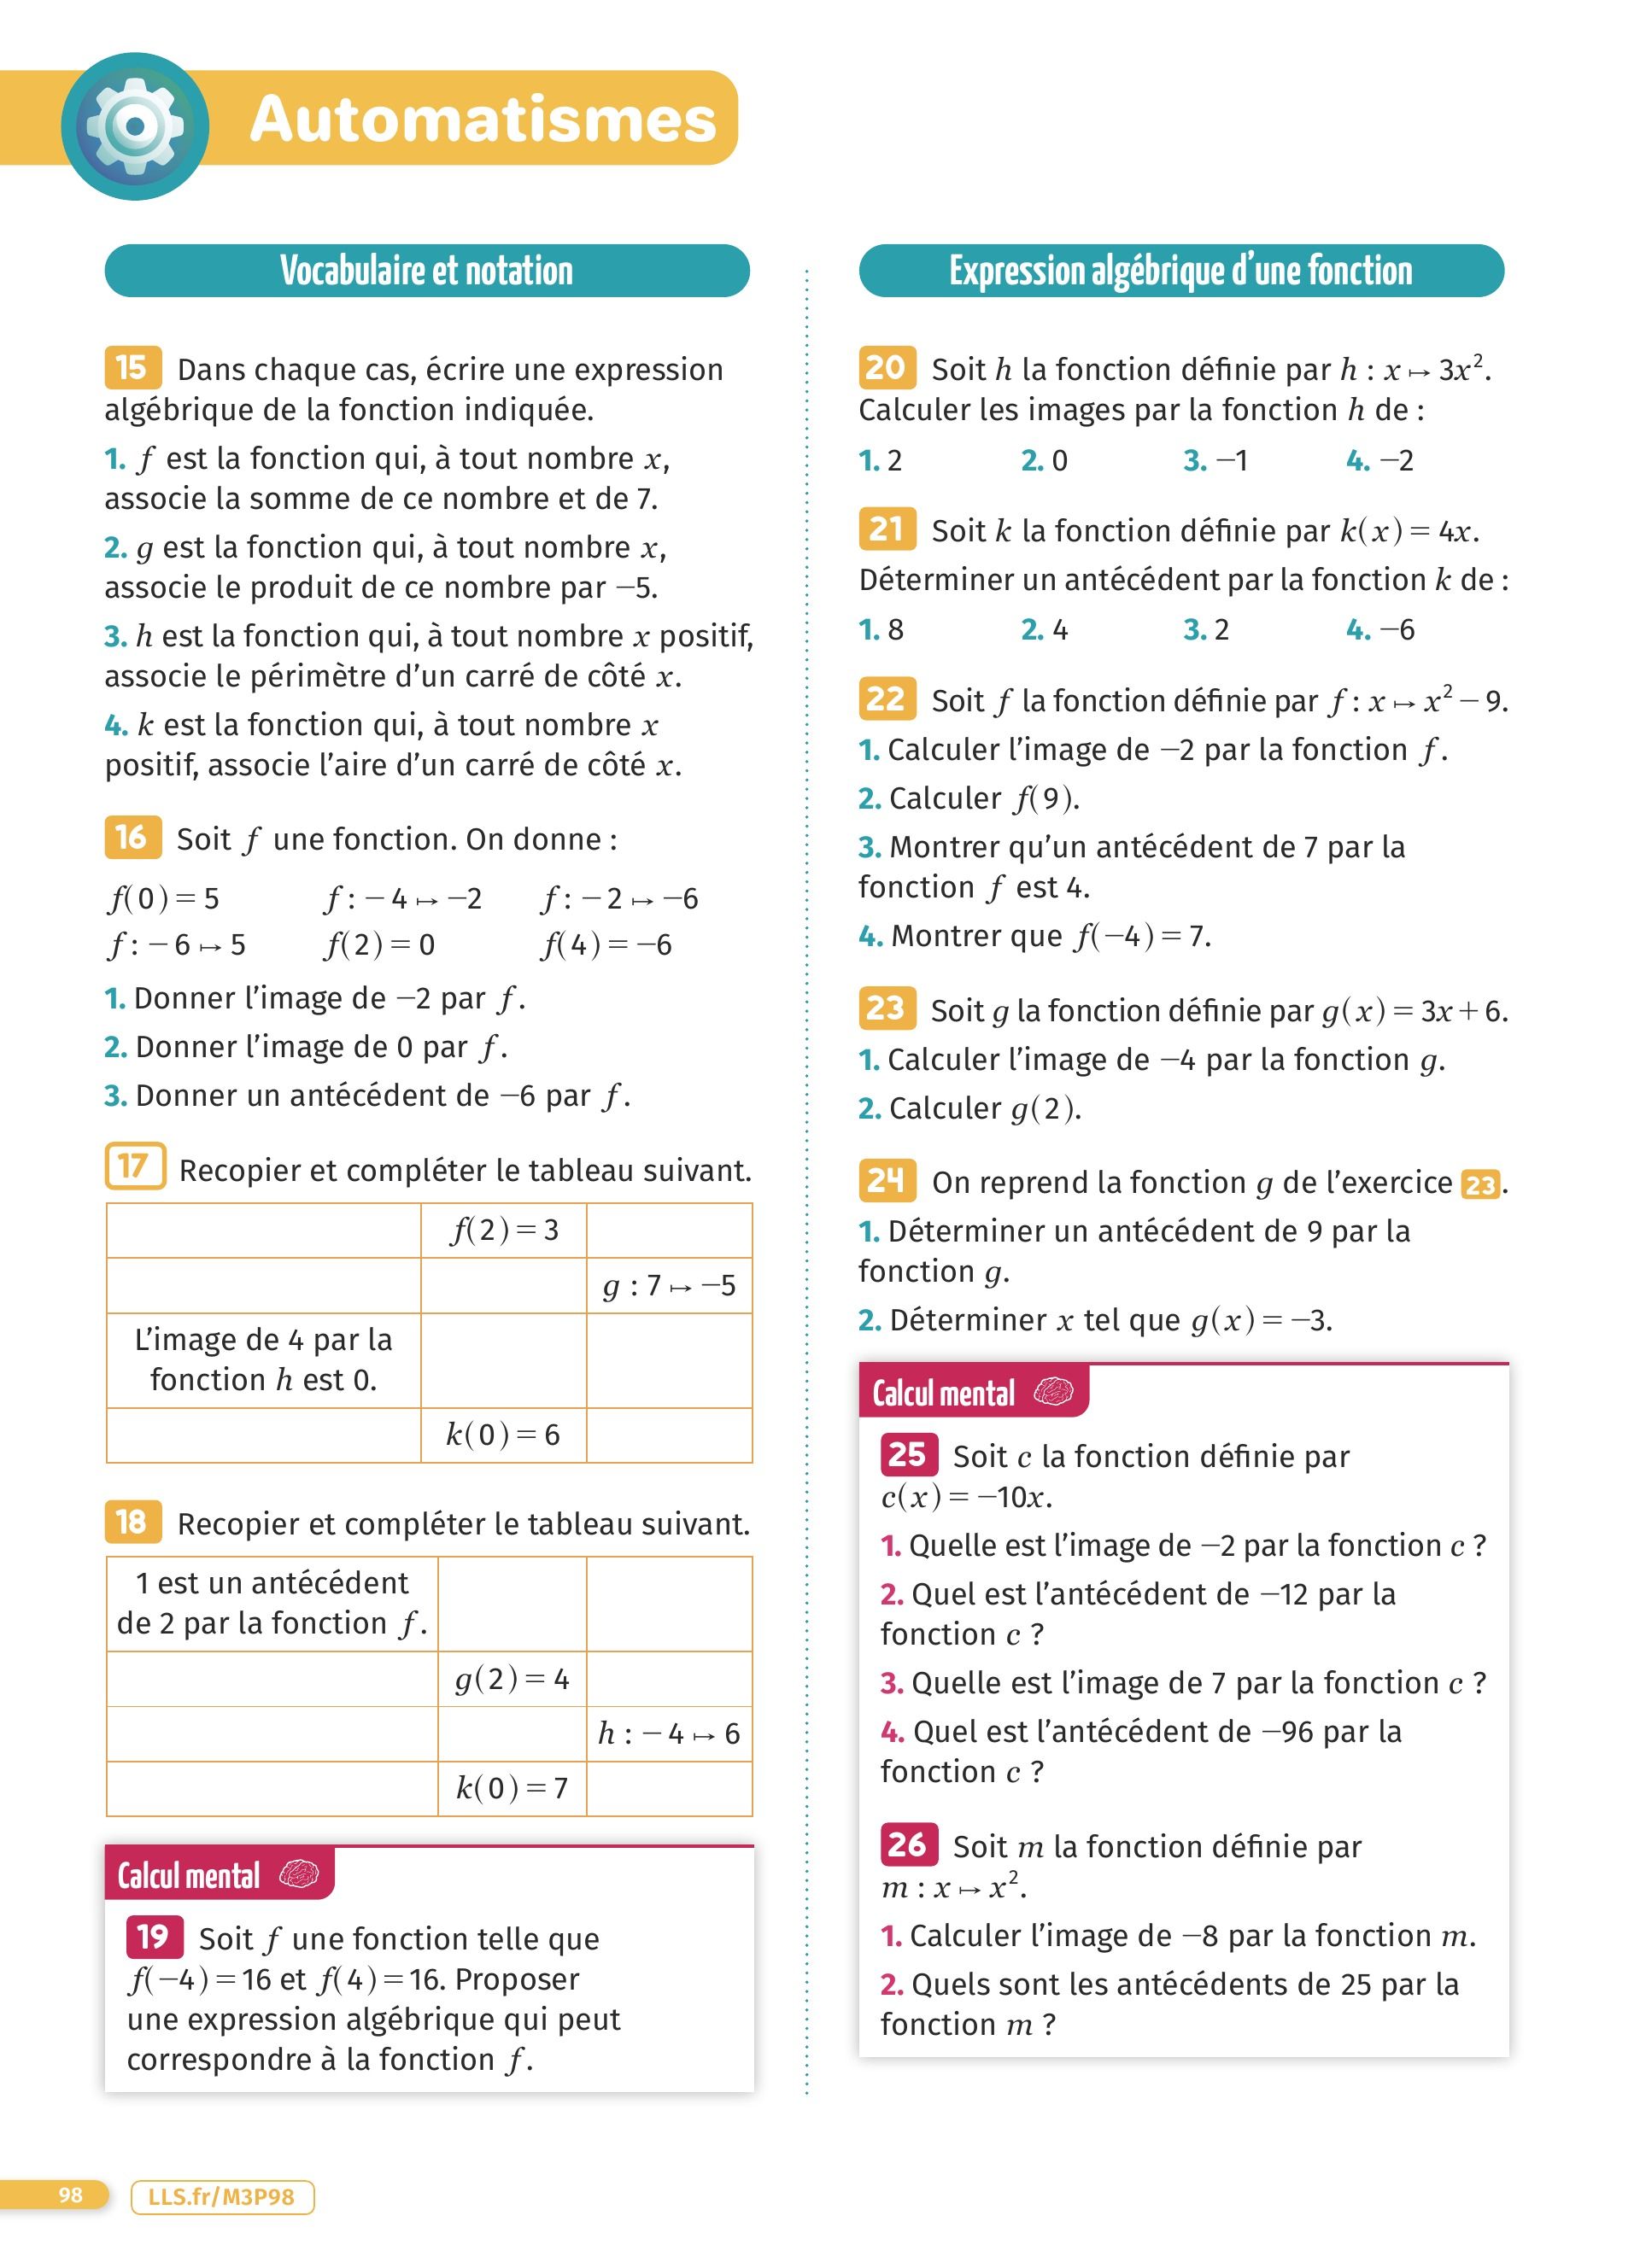 Automatismes
Vocabulaire et notation
15 Dans chaque cas, écrire une expression
algébrique de la fonction indiquée.
1. f est la fonction qui, à tout nombre x,
associe la somme de ce nombre et de 7.
2. g est la fonction qui, à tout nombre x,
associe le produit de ce nombre par −5.
3. h est la fonction qui, à tout nombre x positif,
associe le périmètre d’un carré de côté x.
4. k est la fonction qui, à tout nombre x
positif, associe l’aire d’un carré de côté x.
16 Soit f une fonction. On donne :
f(0) = 5 f : −4 ↦ −2 f : −2 ↦ −6
f : −6 ↦ 5 f(2) = 0 f(4) = −6
1. Donner l’image de −2 par f.
2. Donner l’image de 0 par f.
3. Donner un antécédent de −6 par f.
17 Recopier et compléter le tableau suivant.
f(2) = 3
g : 7 ↦ −5
L’image de 4 par la
fonction h est 0.
k(0) = 6
18 Recopier et compléter le tableau suivant.
1 est un antécédent
de 2 par la fonction f.
g(2) = 4
h : −4 ↦ 6
k(0) = 7
Calcul mental
19 Soit f une fonction telle que
f(−4) = 16 et f(4) = 16. Proposer
une expression algébrique qui peut
correspondre à la fonction f.
Expression algébrique d’une fonction
20 Soit h la fonction définie par h : x ↦ 3x².
Calculer les images par la fonction h de :
1. 2 2. 0 3. −1 4. −2
21 Soit k la fonction définie par k(x) = 4x.
Déterminer un antécédent par la fonction k de :
1. 8 2. 4 3. 2 4. −6
22 Soit f la fonction définie par f : x ↦ x² − 9.
1. Calculer l’image de −2 par la fonction f.
2. Calculer f(9).
3. Montrer qu’un antécédent de 7 par la
fonction f est 4.
4. Montrer que f(−4) = 7.
23 Soit g la fonction définie par g(x) = 3x + 6.
1. Calculer l’image de −4 par la fonction g.
2. Calculer g(2).
24 On reprend la fonction g de l’exercice 23.
1. Déterminer un antécédent de 9 par la
fonction g.
2. Déterminer x tel que g(x) = −3.
Calcul mental
25 Soit c la fonction définie par
c(x) = −10x.
1. Quelle est l’image de −2 par la fonction c ?
2. Quel est l’antécédent de −12 par la
fonction c ?
3. Quelle est l’image de 7 par la fonction c ?
4. Quel est l’antécédent de −96 par la
fonction c ?
26 Soit m la fonction définie par
m : x ↦ x².
1. Calculer l’image de −8 par la fonction m.
2. Quels sont les antécédents de 25 par la
fonction m ?
98 LLS.fr/M3P98